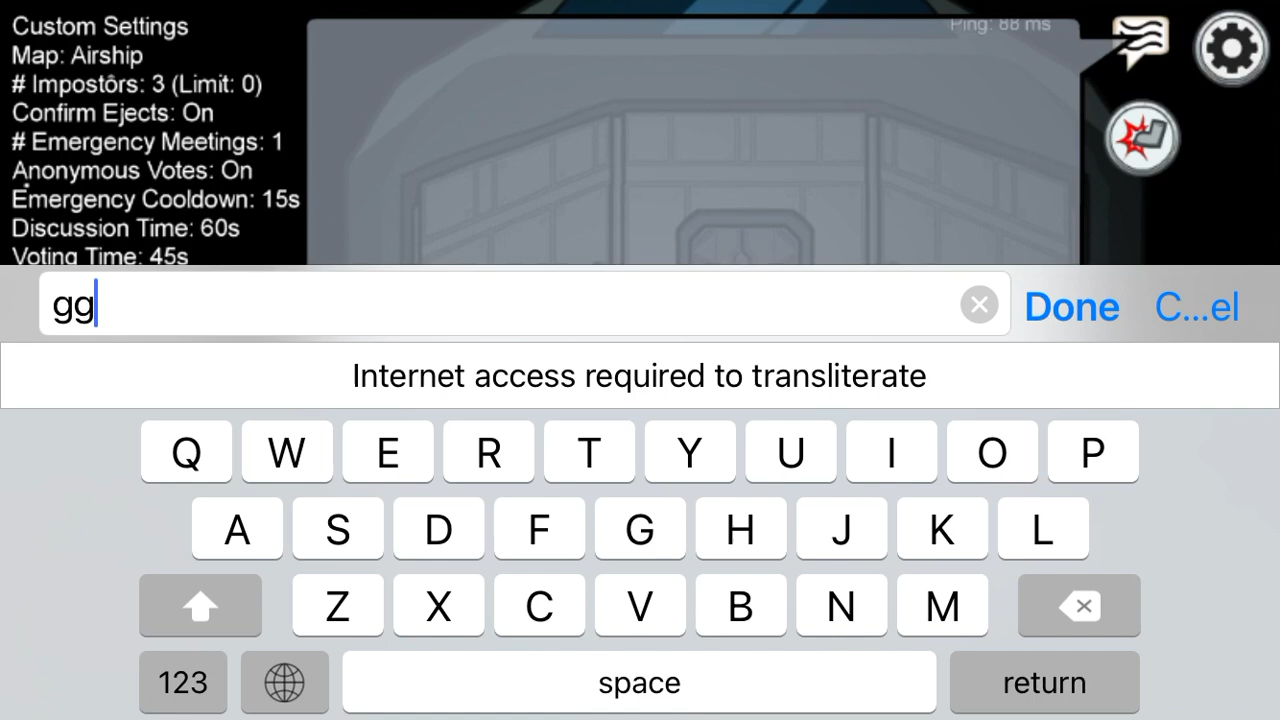 Custom Settings
Map: Airship
# Impostôrs: 3 (Limit: 0)
Confirm Ejects: On
# Emergency Meetings: 1
Anonymous Votes: On
Emergency Cooldown: 15s
Discussion Time: 60s
Voting Time: 45s
Ping: 88 ms
gg
Done
C...el
Internet access required to transliterate
Q W E R T Y U I O P
A S D F G H J K L
Z X C V B N M
123
space
return